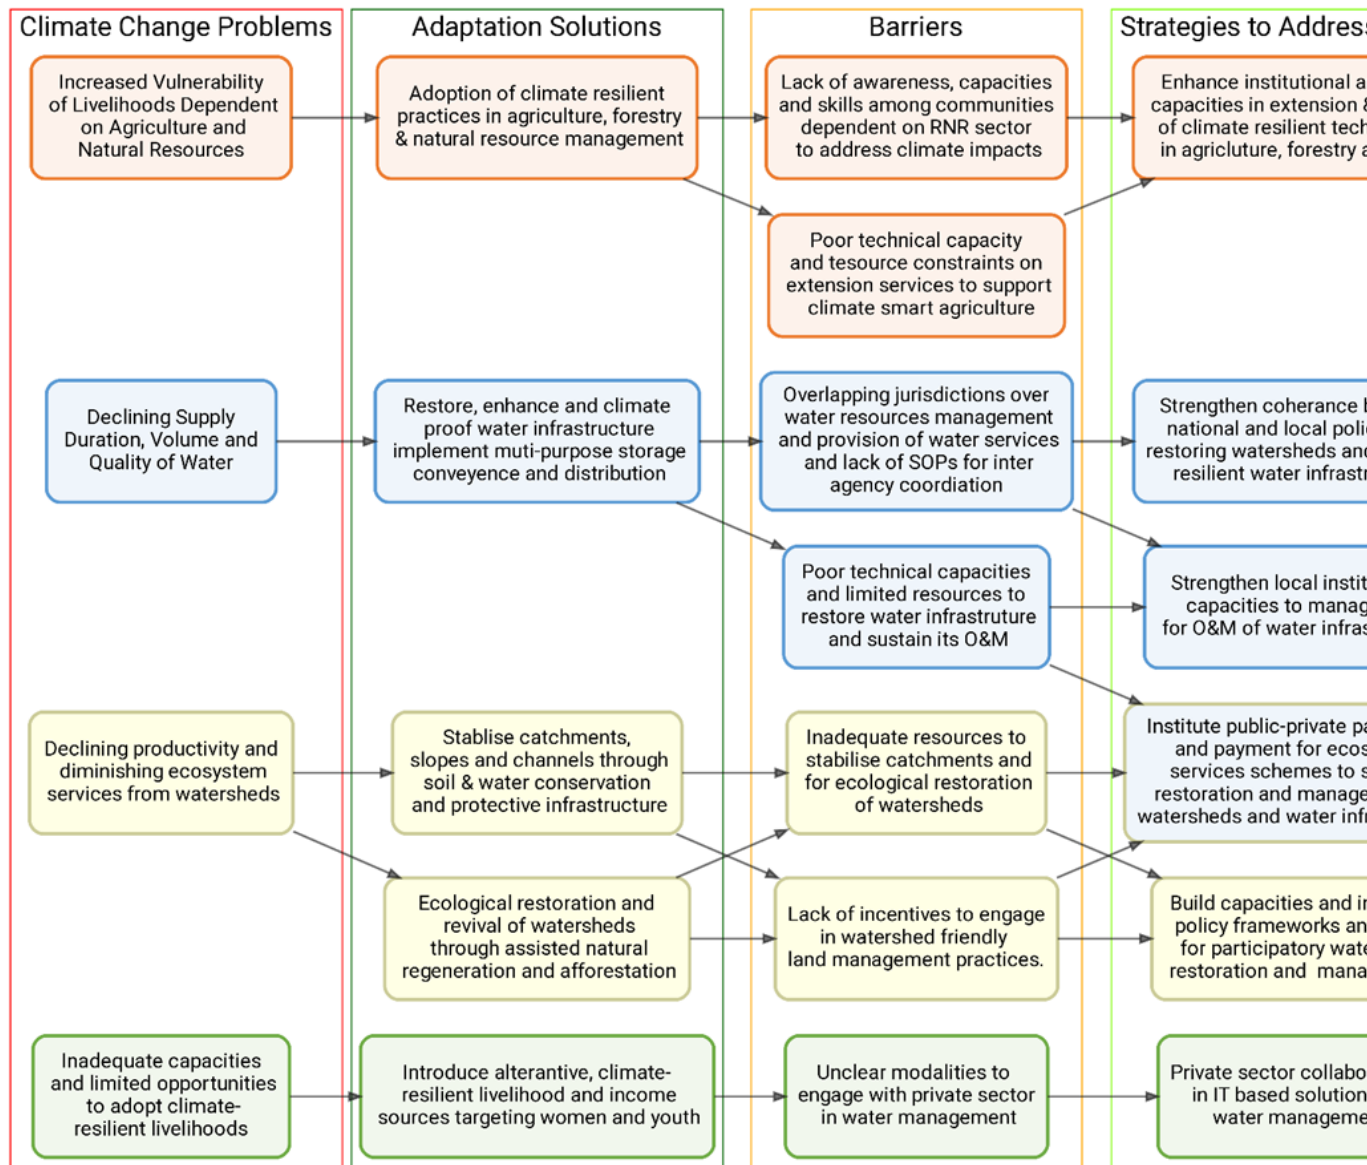 Climate Change Problems
Adaptation Solutions
Barriers
Strategies to Address
Increased Vulnerability
of Livelihoods Dependent
on Agriculture and
Natural Resources
Adoption of climate resilient
practices in agriculture, forestry
& natural resource management
Lack of awareness, capacities
and skills among communities
dependent on RNR sector
to address climate impacts
Enhance institutional a
capacities in extension &
of climate resilient tech
in agricluture, forestry a
Poor technical capacity
and tesource constraints on
extension services to support
climate smart agriculture
Declining Supply
Duration, Volume and
Quality of Water
Restore, enhance and climate
proof water infrastructure
implement muti-purpose storage
conveyence and distribution
Overlapping jurisdictions over
water resources management
and provision of water services
and lack of SOPs for inter
agency coordiation
Strengthen coherance b
national and local polic
restoring watersheds and
resilient water infrastr
Poor technical capacities
and limited resources to
restore water infrastruture
and sustain its O&M
Strengthen local instit
capacities to manag
for O&M of water infras
Declining productivity and
diminishing ecosystem
services from watersheds
Stablise catchments,
slopes and channels through
soil & water conservation
and protective infrastructure
Inadequate resources to
stabilise catchments and
for ecological restoration
of watersheds
Institute public-private pa
and payment for ecos
services schemes to s
restoration and manage
watersheds and water infr
Ecological restoration and
revival of watersheds
through assisted natural
regeneration and afforestation
Lack of incentives to engage
in watershed friendly
land management practices.
Build capacities and in
policy frameworks an
for participatory wate
restoration and mana
Inadequate capacities
and limited opportunities
to adopt climate-
resilient livelihoods
Introduce alterantive, climate-
resilient livelihood and income
sources targeting women and youth
Unclear modalities to
engage with private sector
in water management
Private sector collabo
in IT based solution
water manageme